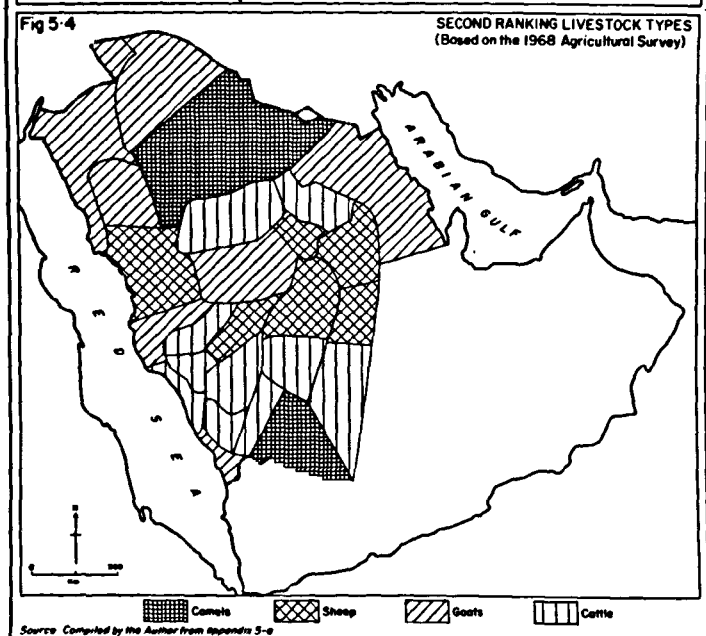 Fig 5·4
SECOND RANKING LIVESTOCK TYPES
(Based on the 1968 Agricultural Survey)
ARABIAN GULF
RED SEA
N
0
Camels
Sheep
Goats
Cattle
Source Compiled by the Author from appendix 5-e